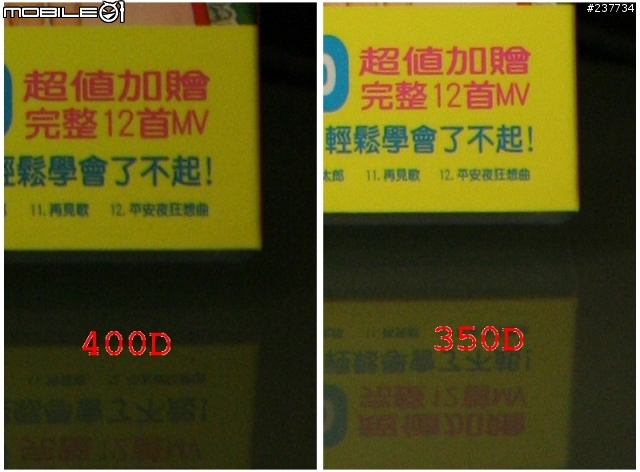 MOBILE01
#237734
超值加贈
完整12首MV
輕鬆學會了不起!
11.再見歌 12.平安夜狂想曲
400D
超值加贈
完整12首MV
輕鬆學會了不起!
太郎 11.再見歌 12.平安夜狂想曲
350D